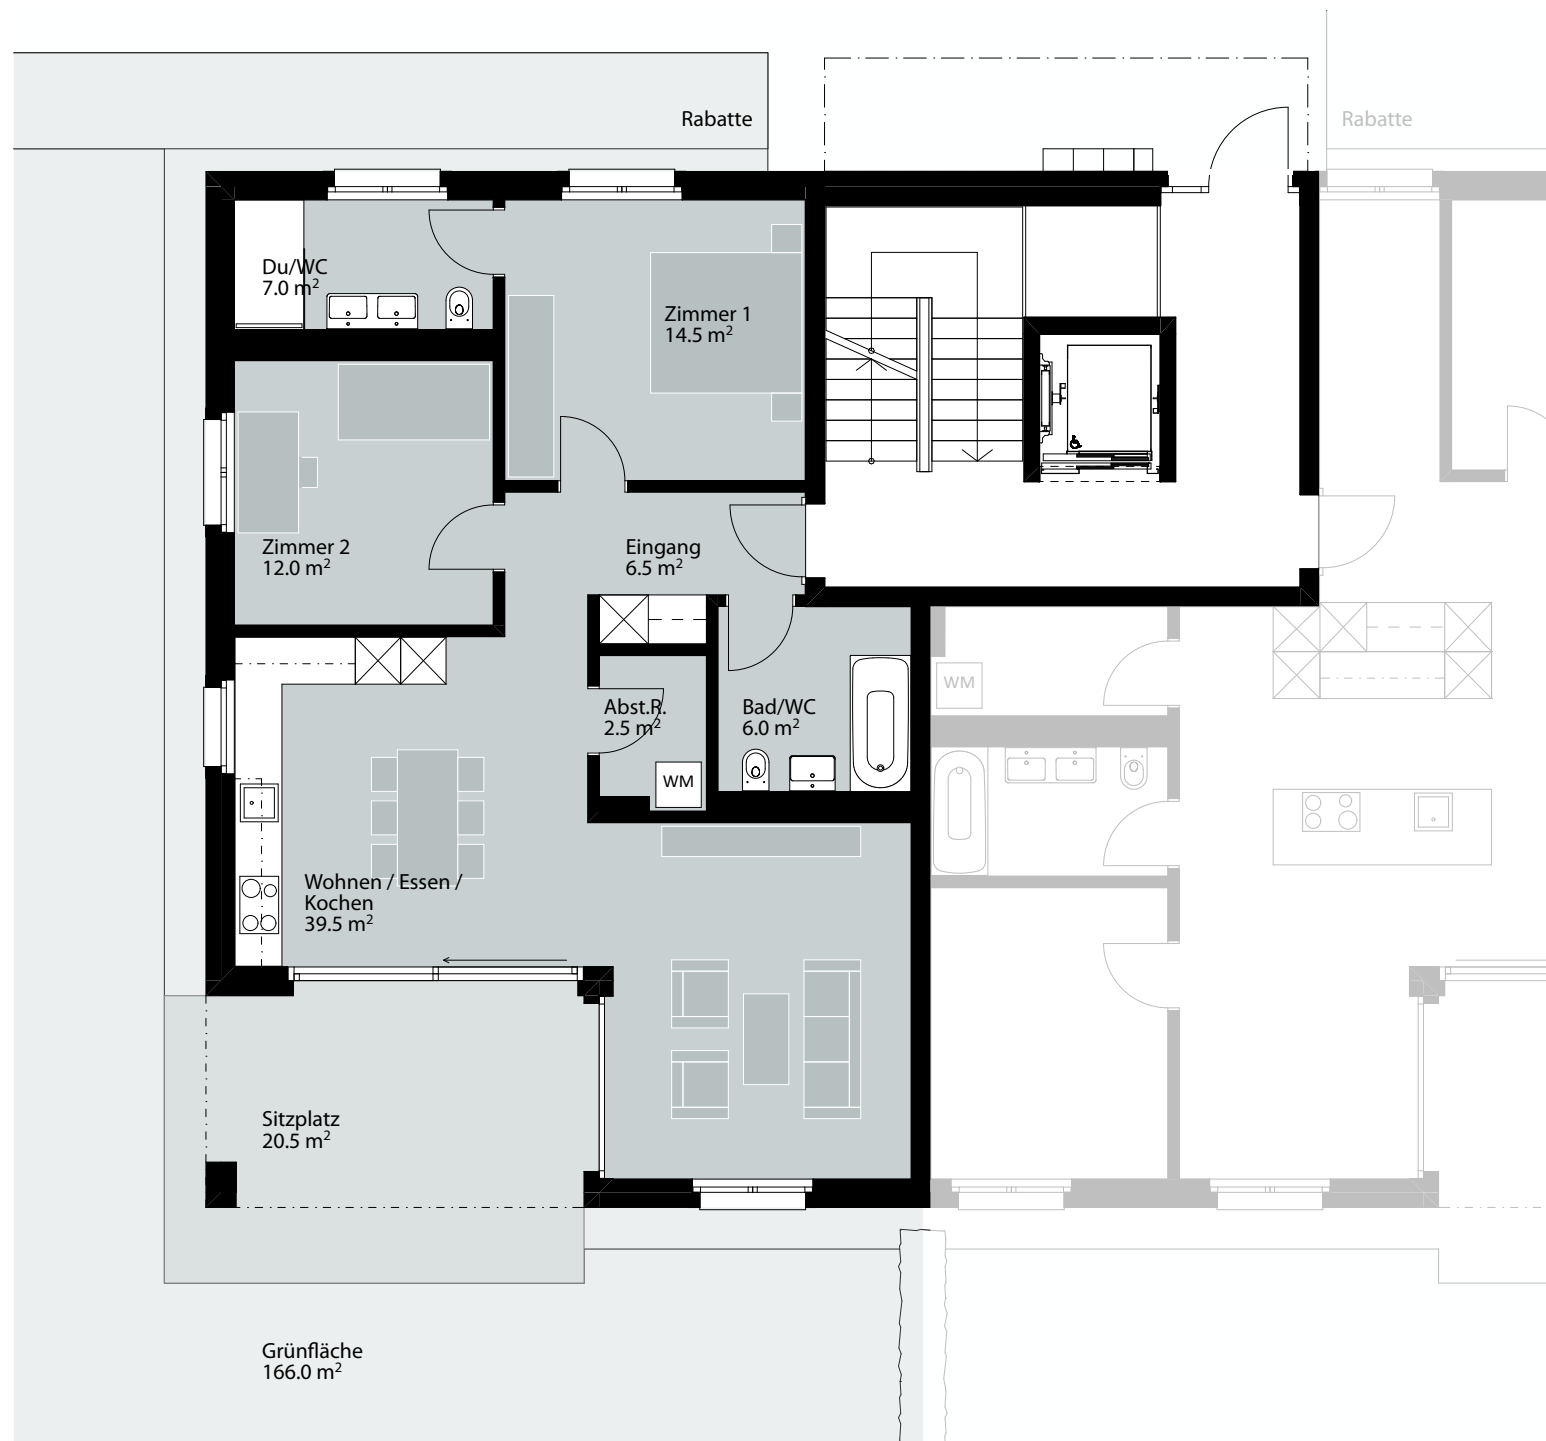 Rabatte
Rabatte
Du/WC
7.0 m²
Zimmer 1
14.5 m²
Zimmer 2
12.0 m²
Eingang
6.5 m²
WM
Abst.R.
2.5 m²
Bad/WC
6.0 m²
WM
Wohnen / Essen /
Kochen
39.5 m²
Sitzplatz
20.5 m²
Grünfläche
166.0 m²